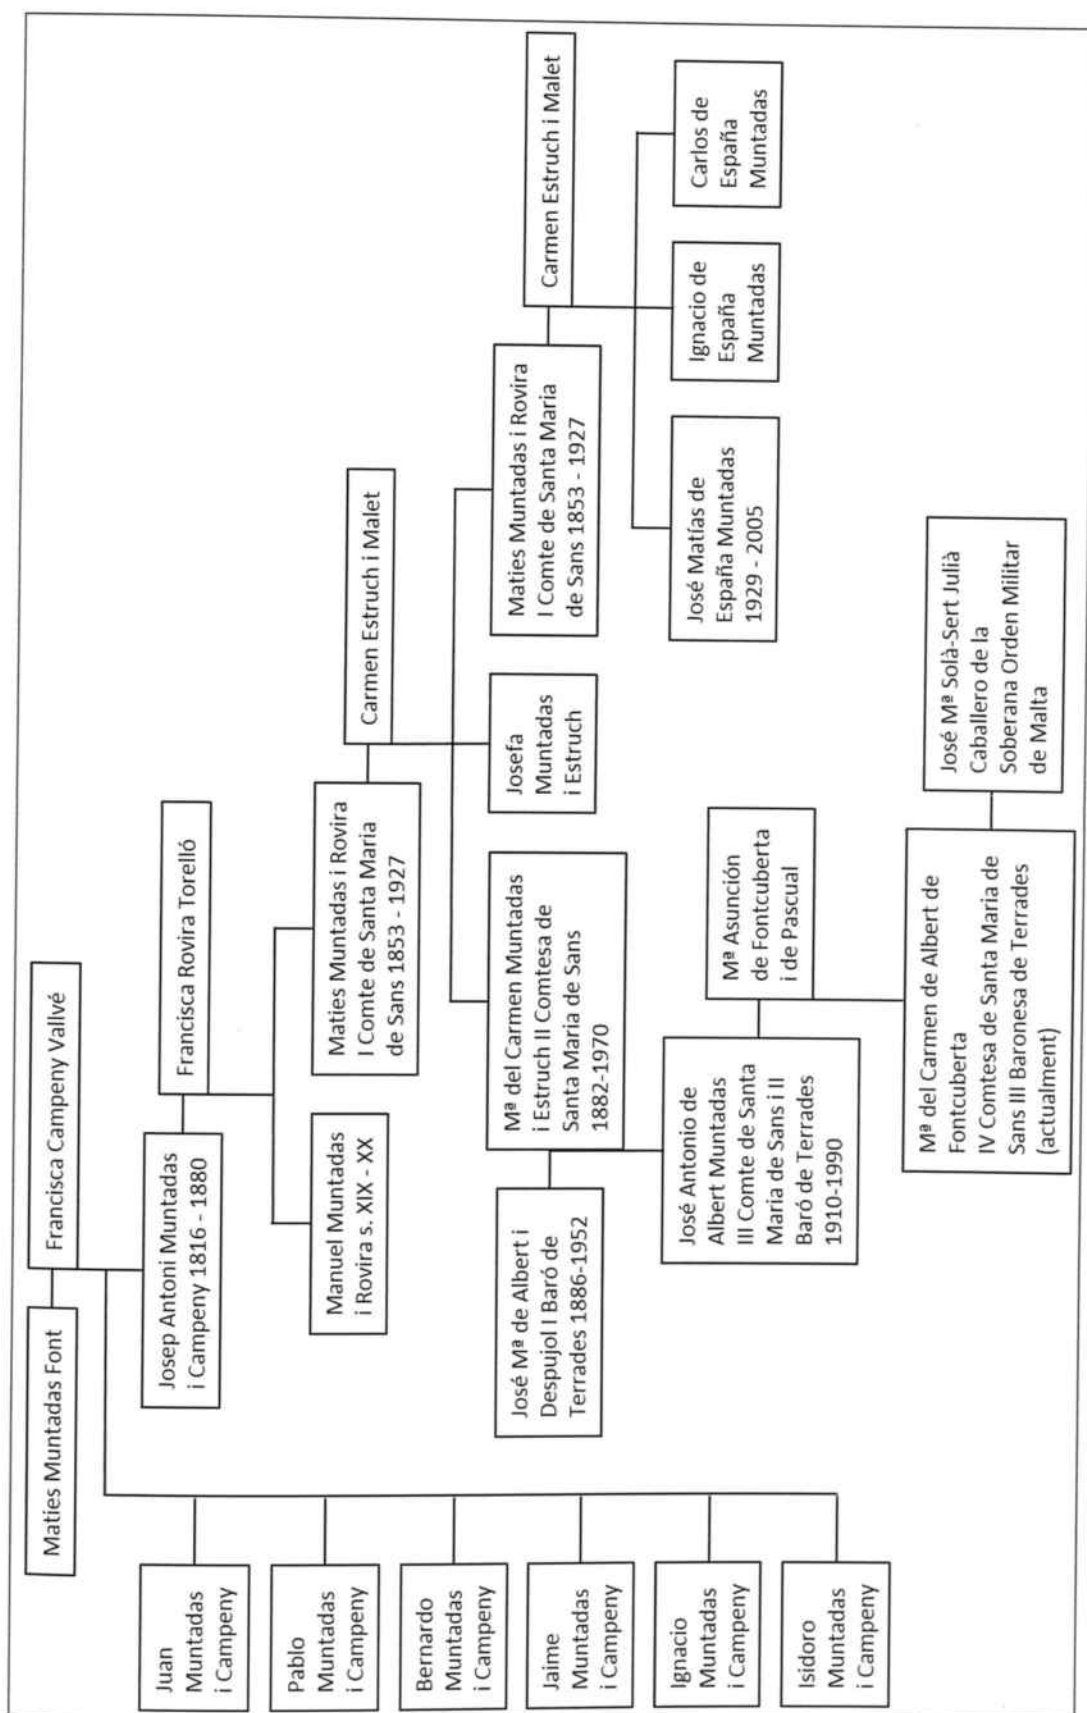 Maties Muntadas Font
Francisca Campeny Vallvé
Juan
Muntadas
i Campeny
Pablo
Muntadas
i Campeny
Bernardo
Muntadas
i Campeny
Jaime
Muntadas
i Campeny
Ignacio
Muntadas
i Campeny
Isidoro
Muntadas
i Campeny
Josep Antoni Muntadas
i Campeny 1816 - 1880
Francisca Rovira Torelló
Manuel Muntadas
i Rovira s. XIX - XX
Maties Muntadas i Rovira
I Comte de Santa Maria
de Sans 1853 - 1927
Carmen Estruch i Malet
José Mª de Albert i
Despujol I Baró de
Terrades 1886-1952
Mª del Carmen Muntadas
i Estruch II Comtesa de
Santa Maria de Sans
1882-1970
Josefa
Muntadas
i Estruch
Maties Muntadas i Rovira
I Comte de Santa Maria
de Sans 1853 - 1927
Carmen Estruch i Malet
José Antonio de
Albert Muntadas
III Comte de Santa
Maria de Sans i II
Baró de Terrades
1910-1990
Mª Asunción
de Fontcuberta
i de Pascual
José Matías de
España Muntadas
1929 - 2005
Ignacio de
España
Muntadas
Carlos de
España
Muntadas
Mª del Carmen de Albert de
Fontcuberta
IV Comtesa de Santa Maria de
Sans III Baronesa de Terrades
(actualment)
José Mª Solà-Sert Julià
Caballero de la
Soberana Orden Militar
de Malta